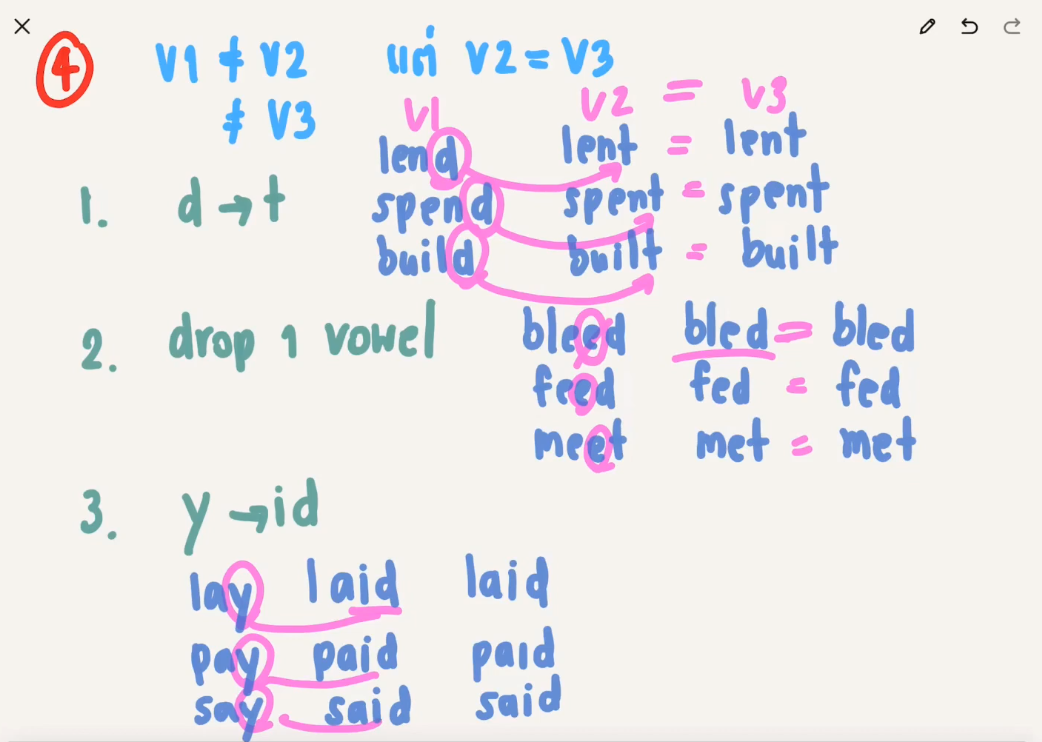 4 V1 ≠ V2 แต่ V2 = V3
≠ V3
V1 V2 = V3
lend lent = lent
1. d → t spend spent = spent
build built = built
2. drop 1 vowel bleed bled = bled
feed fed = fed
meet met = met
3. y → id
lay laid laid
pay paid paid
say said said